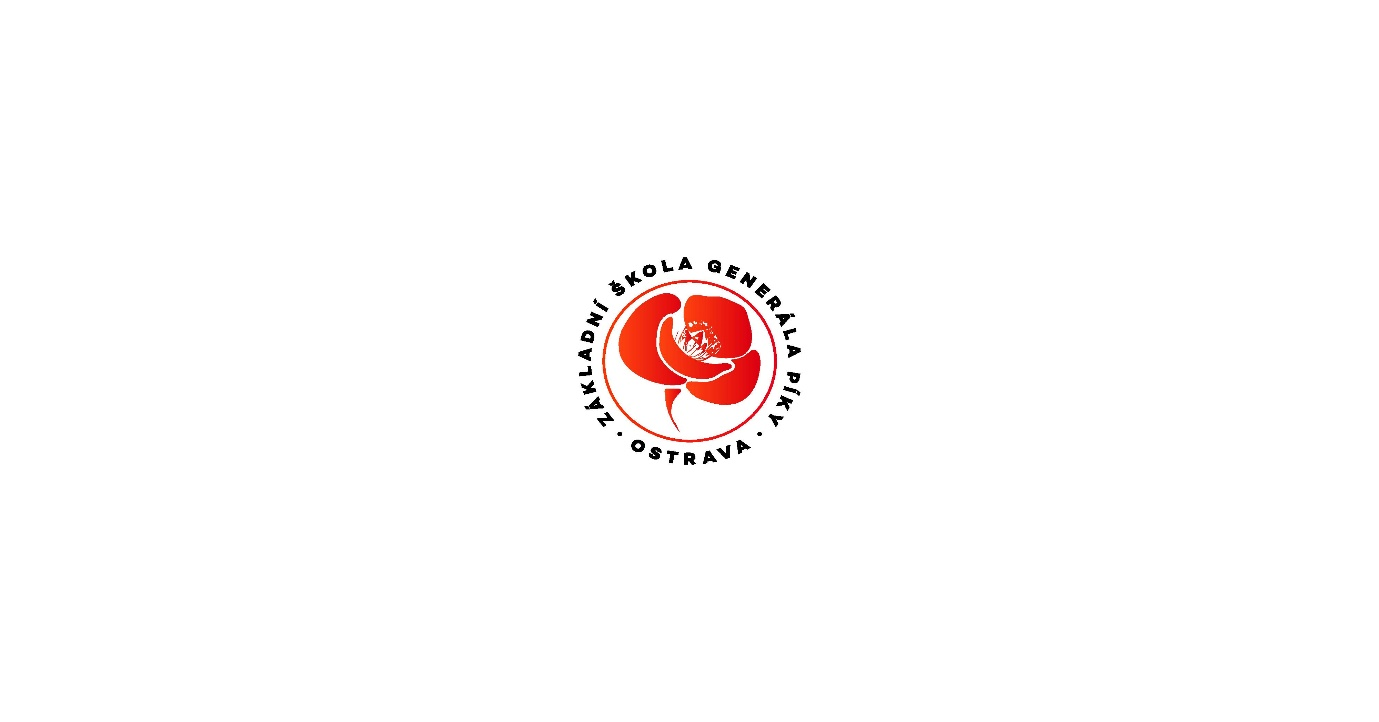 ZÁKLADNÍ ŠKOLA GENERÁLA PÍKY
· OSTRAVA ·